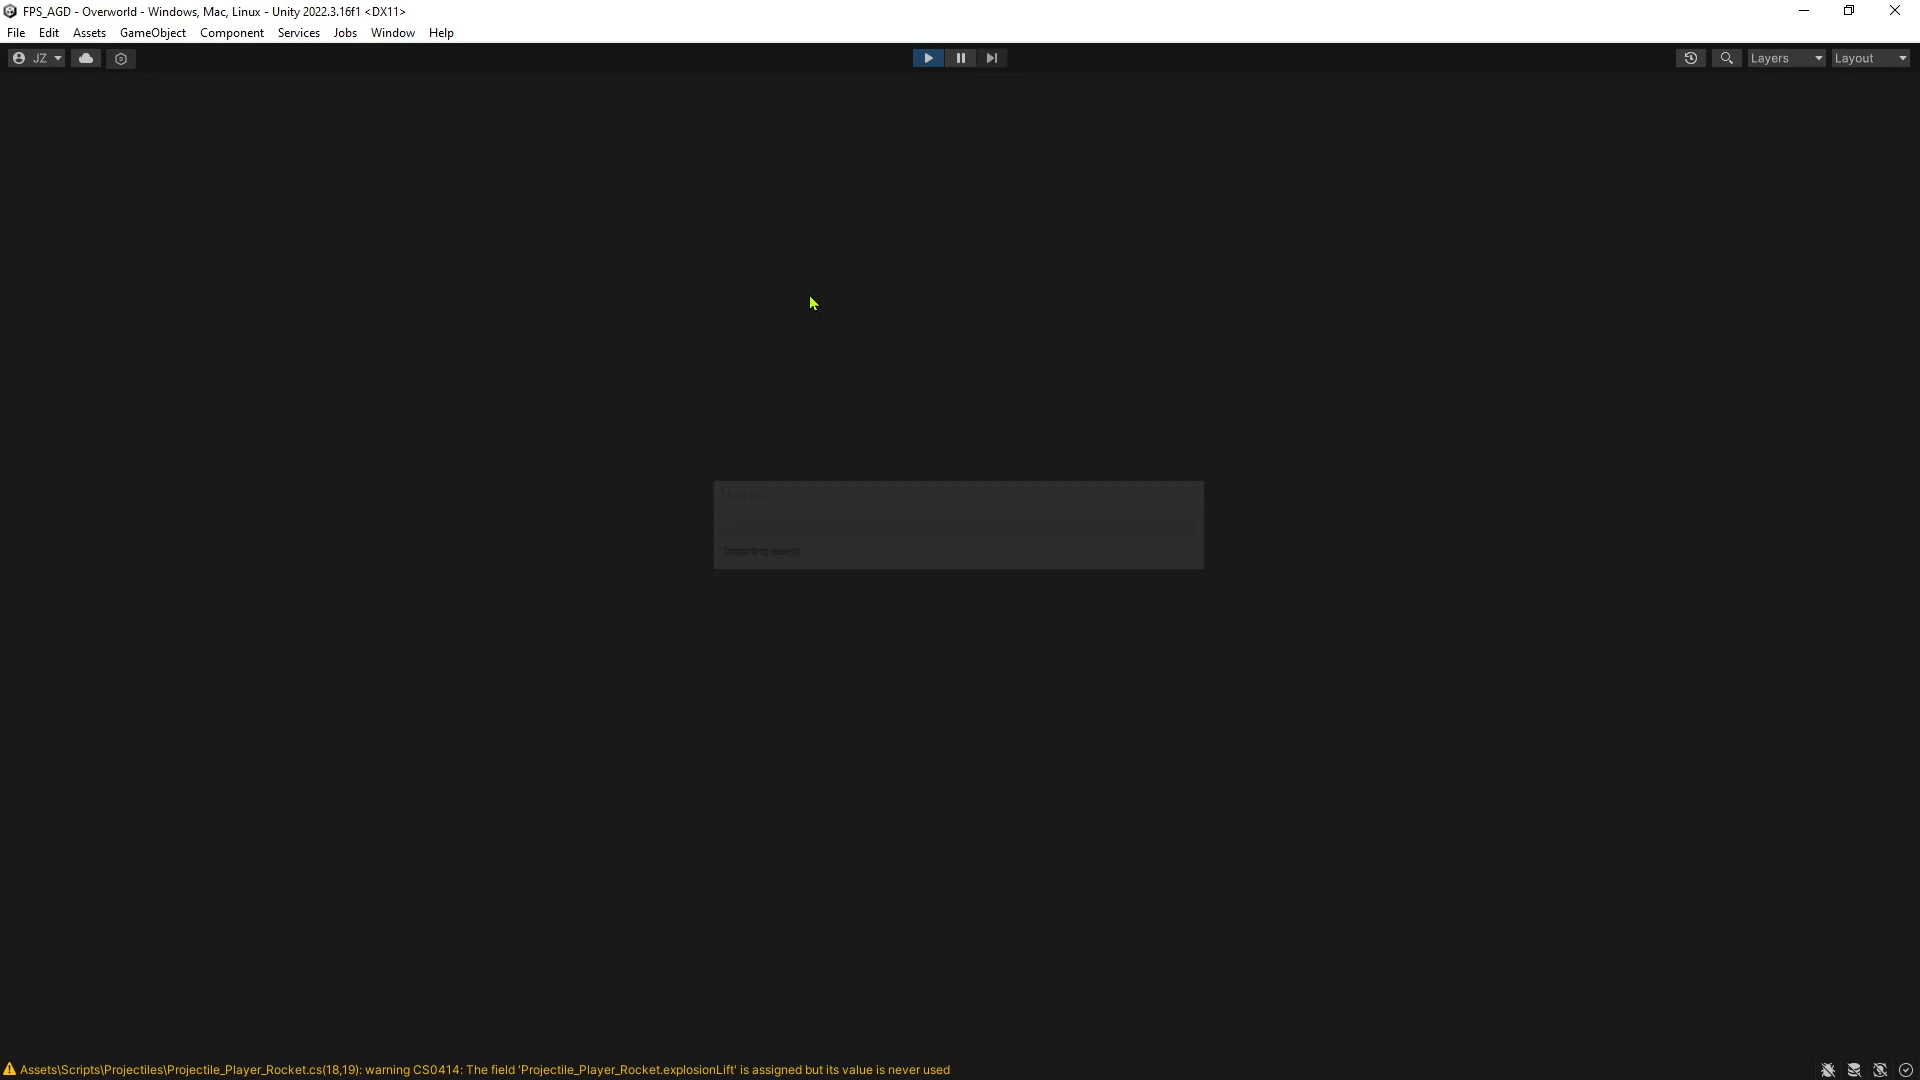 FPS_AGD - Overworld - Windows, Mac, Linux - Unity 2022.3.16f1 <DX11>
File Edit Assets GameObject Component Services Jobs Window Help
JZ Layers Layout
Importing assets
Assets\Scripts\Projectiles\Projectile_Player_Rocket.cs(18,19): warning CS0414: The field 'Projectile_Player_Rocket.explosionLift' is assigned but its value is never used